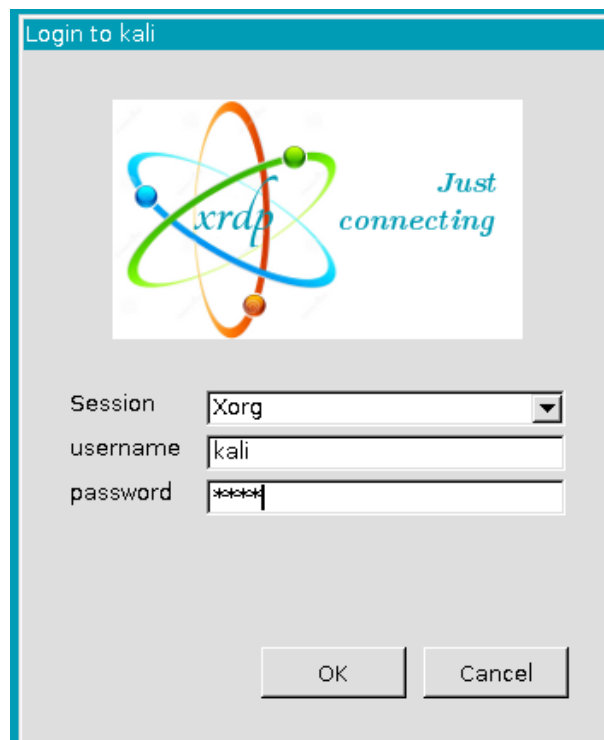 Login to kali
xrdp
Just
connecting
Session
Xorg
username
kali
password
****
OK
Cancel